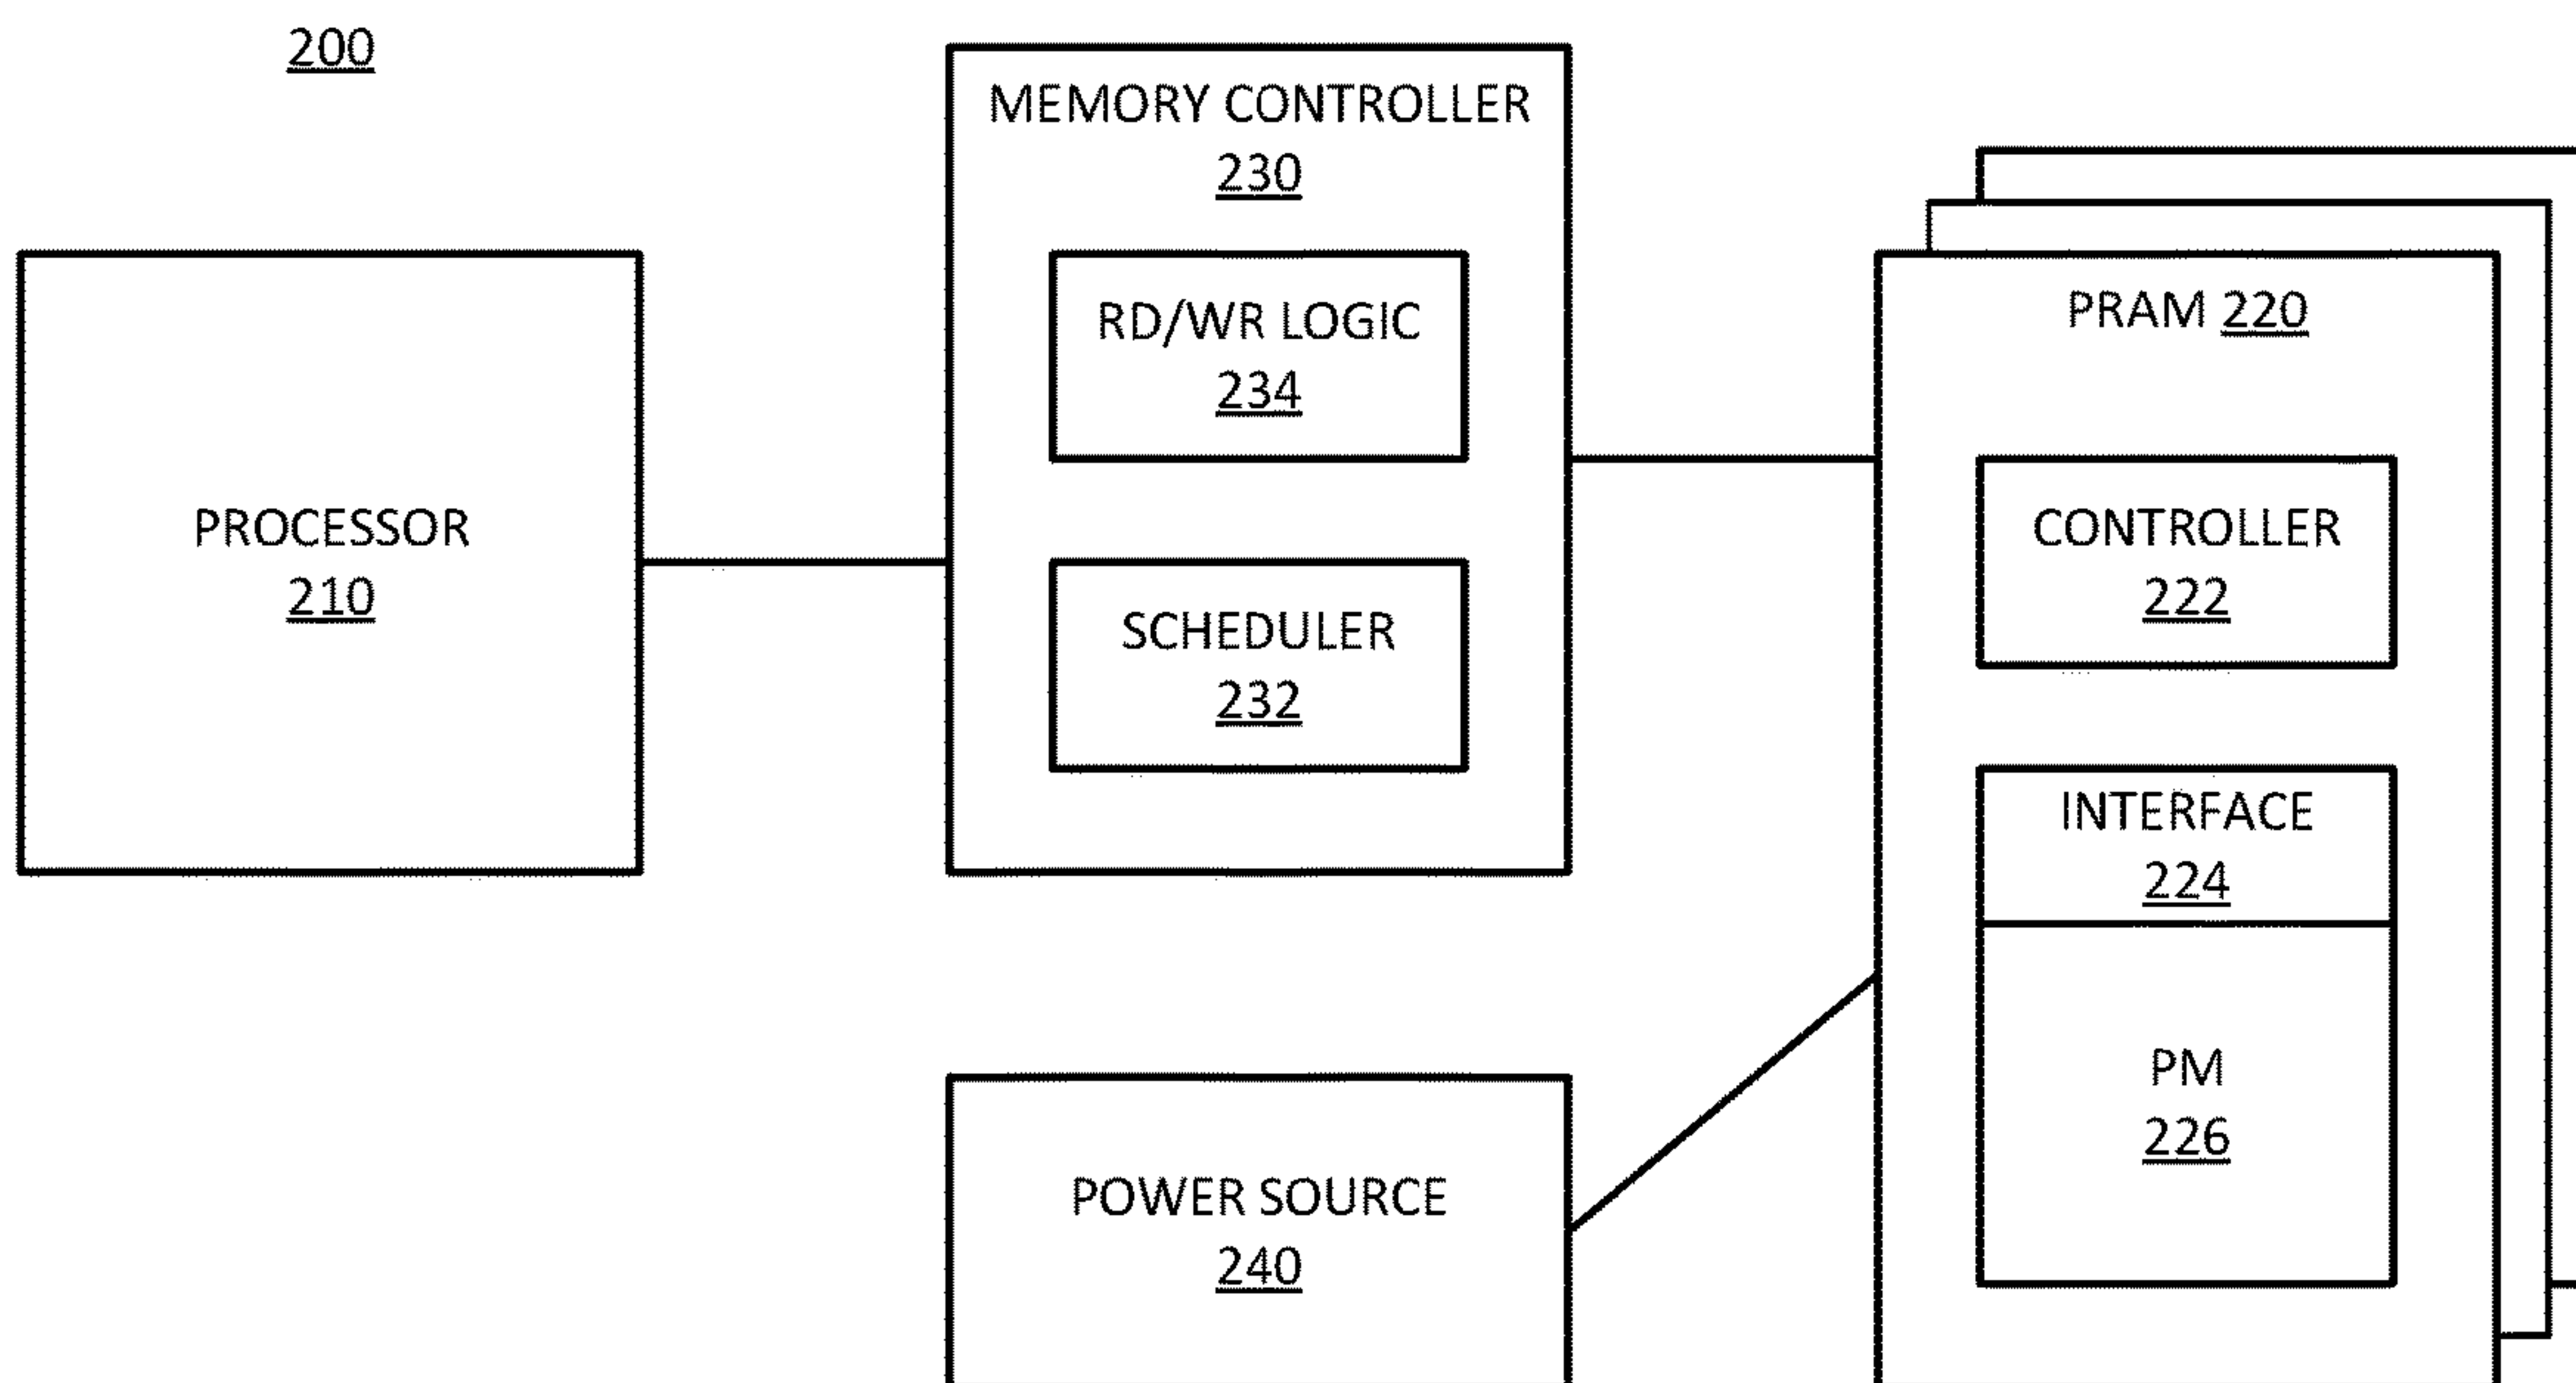 200
PROCESSOR
210
MEMORY CONTROLLER
230
RD/WR LOGIC
234
SCHEDULER
232
POWER SOURCE
240
PRAM 220
CONTROLLER
222
INTERFACE
224
PM
226